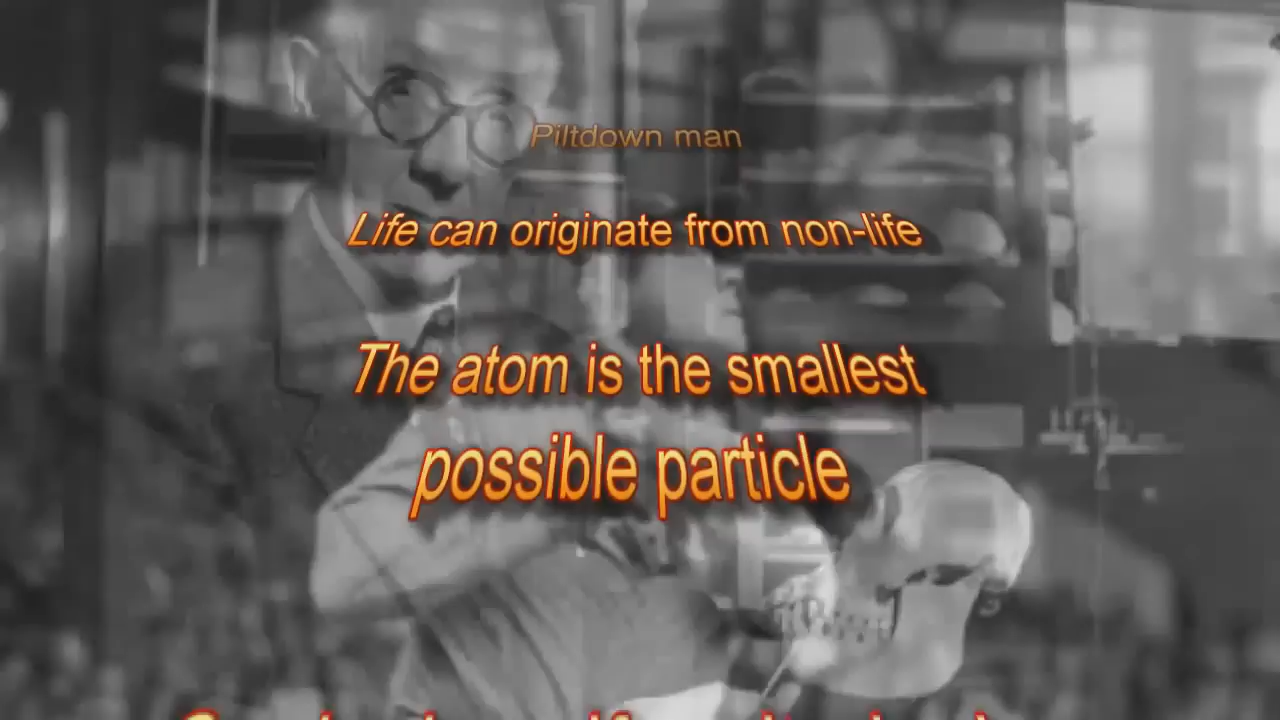 Piltdown man
Life can originate from non-life
The atom is the smallest
possible particle